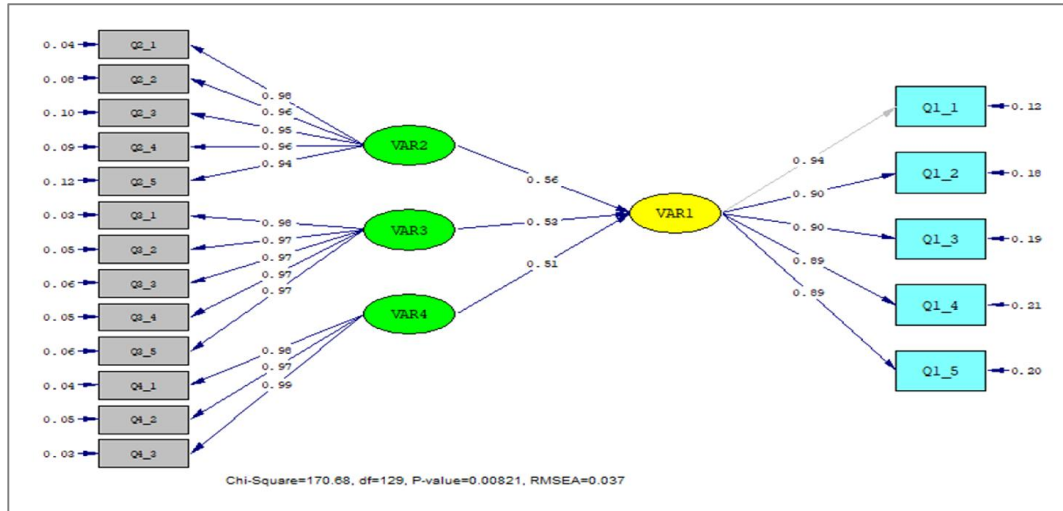 0.04 Q2_1
0.08 Q2_2
0.10 Q2_3
0.09 Q2_4
0.12 Q2_5
0.03 Q3_1
0.05 Q3_2
0.06 Q3_3
0.05 Q3_4
0.06 Q3_5
0.04 Q4_1
0.05 Q4_2
0.03 Q4_3
0.98
0.96
0.95
0.96
0.94
0.98
0.97
0.97
0.97
0.98
0.97
0.99
VAR2
VAR3
VAR4
0.56
0.53
0.51
VAR1
0.94
0.90
0.90
0.89
0.89
Q1_1 0.12
Q1_2 0.18
Q1_3 0.19
Q1_4 0.21
Q1_5 0.20
Chi-Square=170.68, df=129, P-value=0.00821, RMSEA=0.037